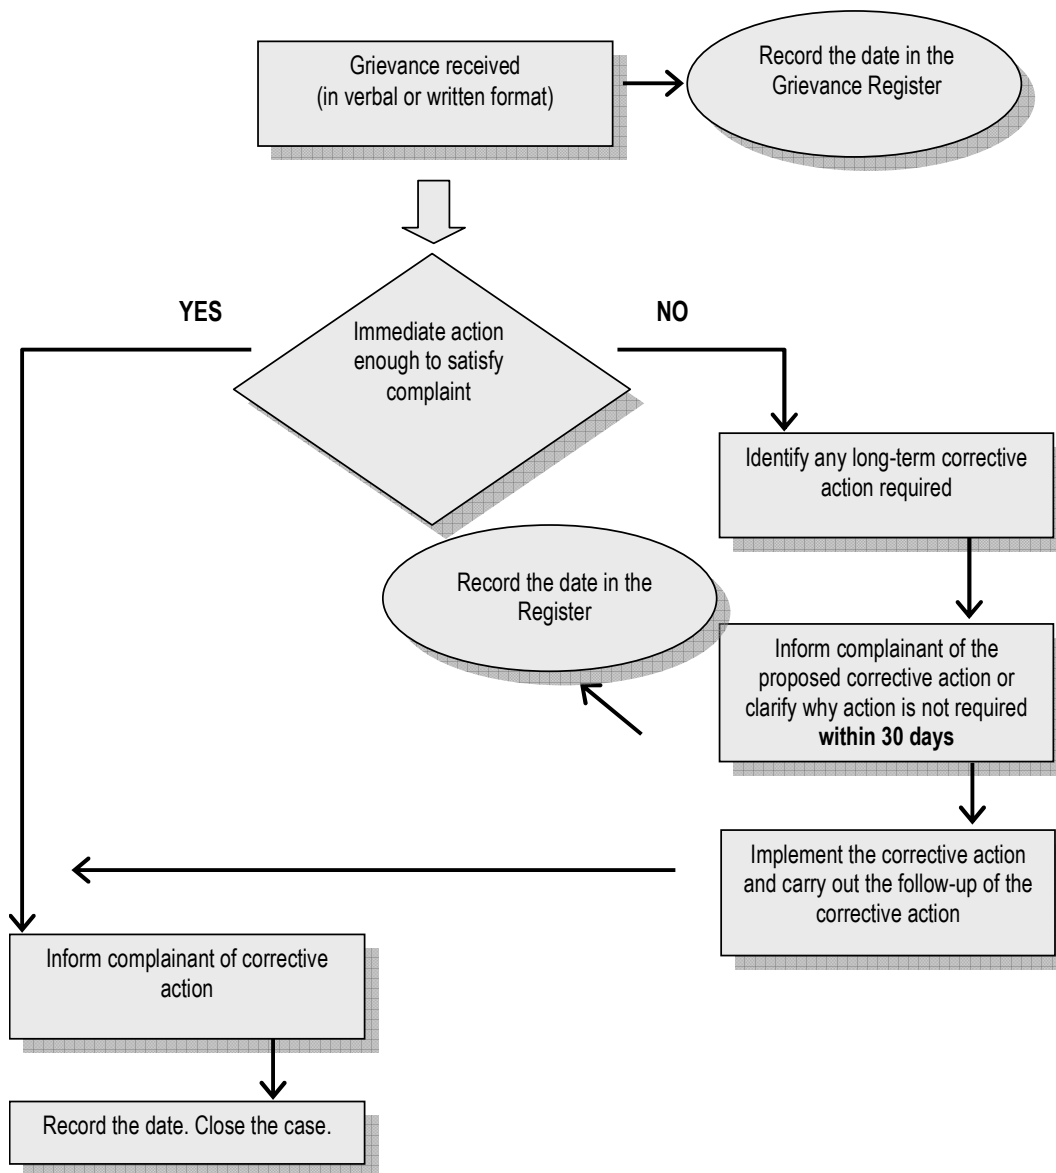 Grievance received
(in verbal or written format)
Record the date in the
Grievance Register
YES
NO
Immediate action
enough to satisfy
complaint
Identify any long-term corrective
action required
Record the date in the
Register
Inform complainant of the
proposed corrective action or
clarify why action is not required
within 30 days
Implement the corrective action
and carry out the follow-up of the
corrective action
Inform complainant of corrective
action
Record the date. Close the case.